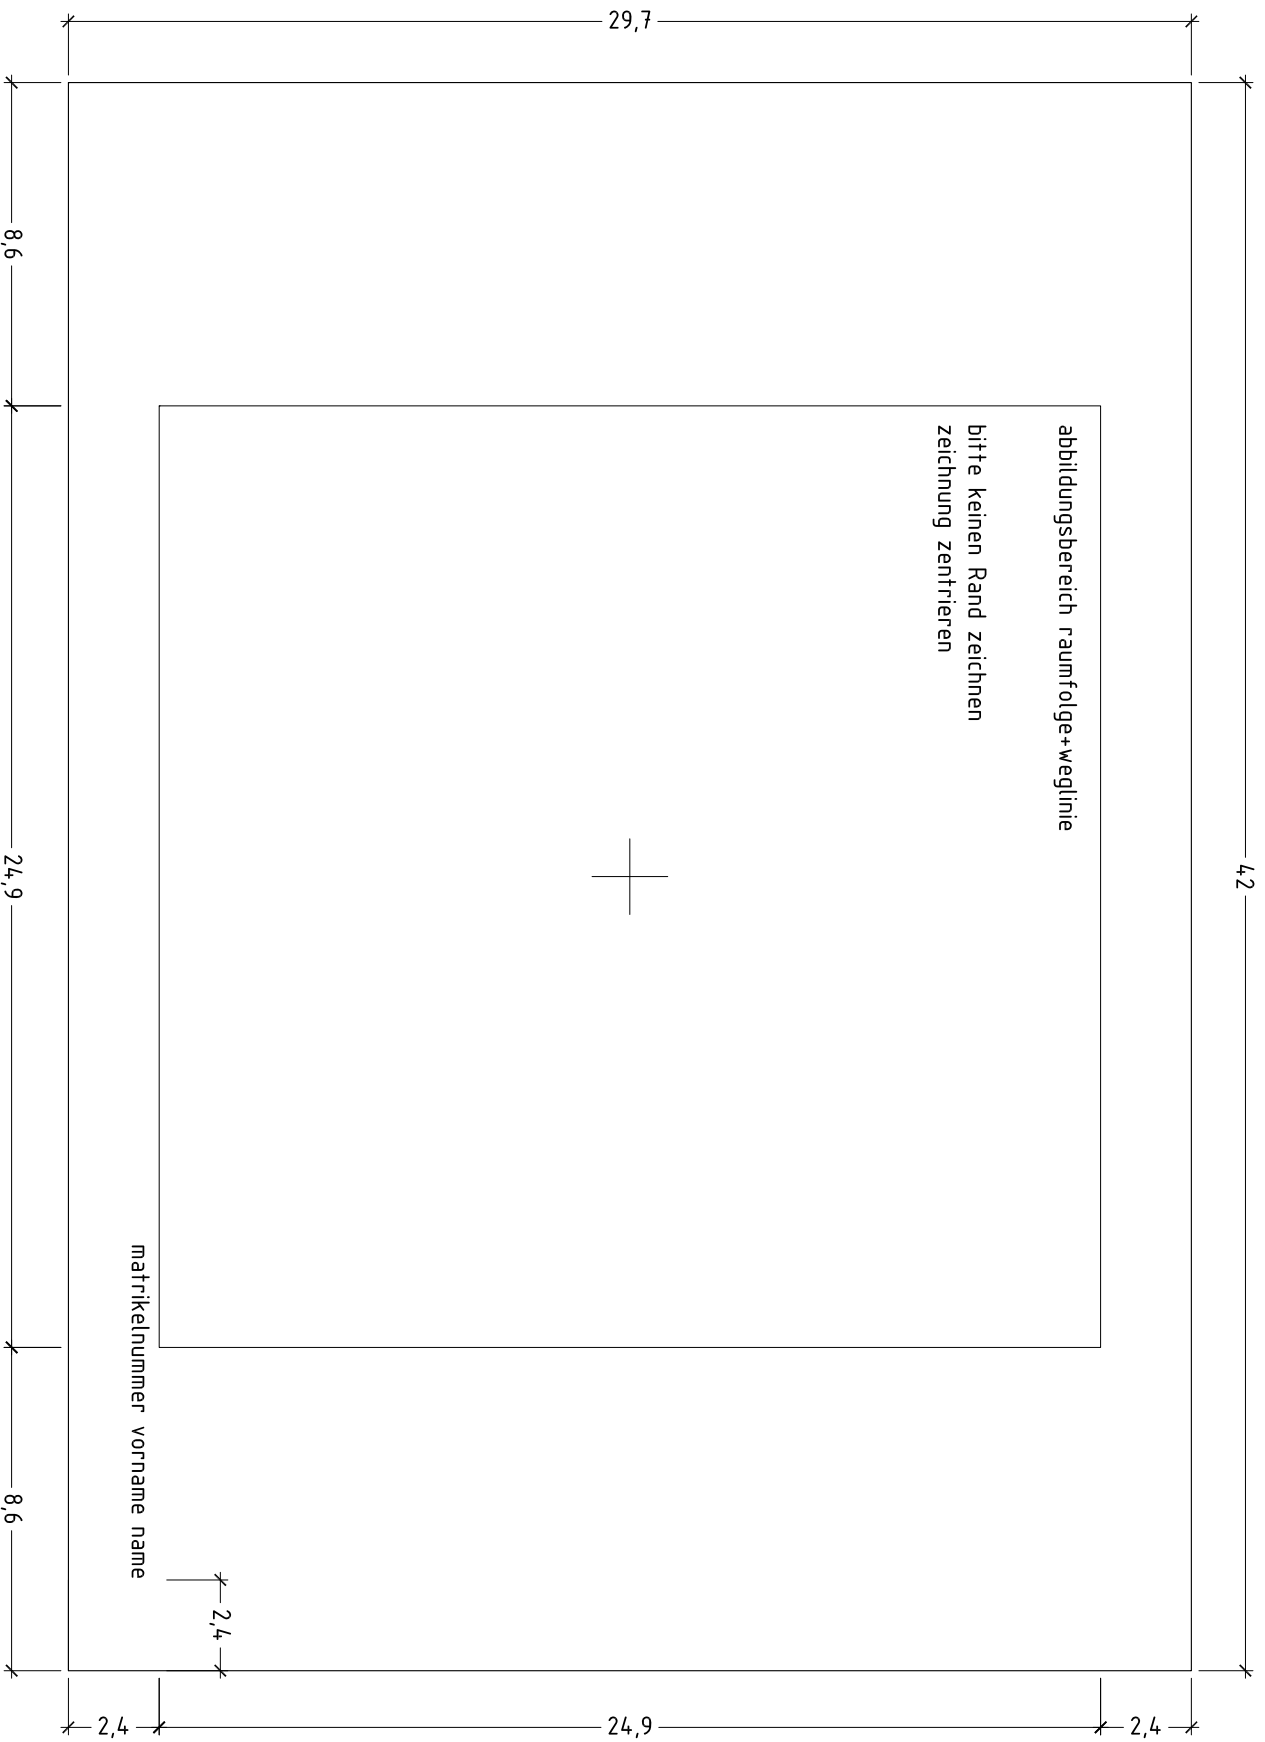 42
abbildungsbereich raumfolge+weglinie
bitte keinen Rand zeichnen
zeichnung zentrieren
29,7
2,4
24,9
2,4
2,4
matrikelnummer vorname name
8,6
24,9
8,6